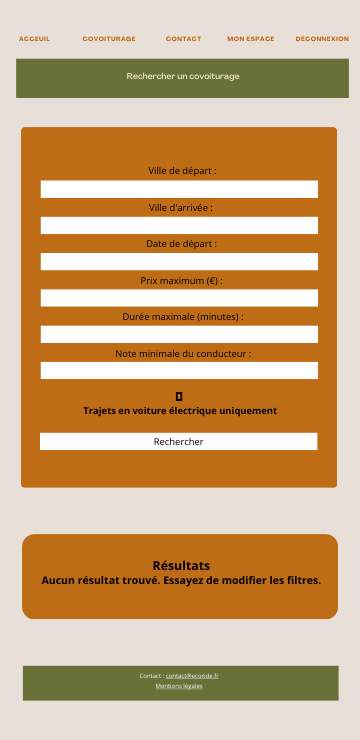 ACCEUIL COVOITURAGE CONTACT MON ESPACE DÉCONNEXION
Rechercher un covoiturage
Ville de départ :
Ville d'arrivée :
Date de départ :
Prix maximum (€) :
Durée maximale (minutes) :
Note minimale du conducteur :
Trajets en voiture électrique uniquement
Rechercher
Résultats
Aucun résultat trouvé. Essayez de modifier les filtres.
Contact : contact@ecoride.fr
Mentions légales